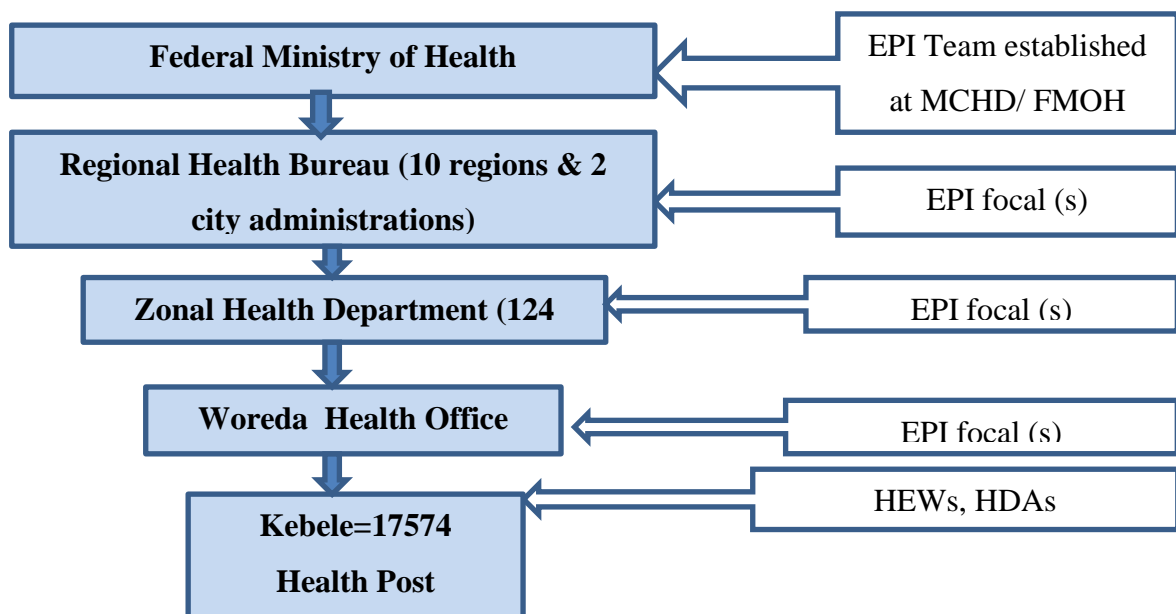 Federal Ministry of Health
EPI Team established
at MCHD/ FMOH
Regional Health Bureau (10 regions & 2
city administrations)
EPI focal (s)
Zonal Health Department (124
EPI focal (s)
Woreda Health Office
EPI focal (s)
HEWs, HDAs
Kebele=17574
Health Post